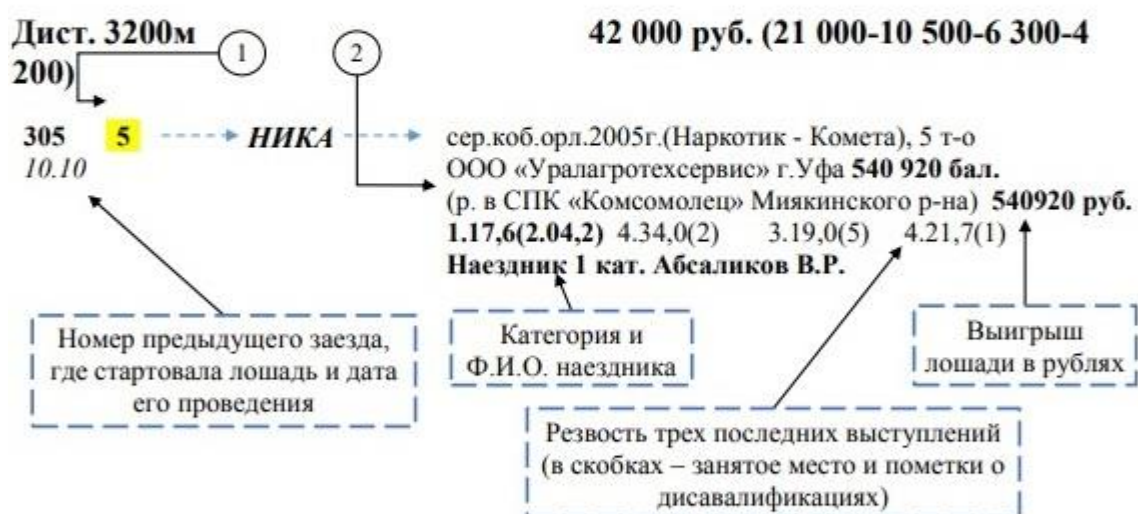 Дист. 3200м 42 000 руб. (21 000-10 500-6 300-4
200)
1 2
305 5 НИКА сер.коб.орл.2005г.(Наркотик - Комета), 5 т-о
10.10 ООО «Уралагротехсервис» г.Уфа 540 920 бал.
(р. в СПК «Комсомолец» Миякинского р-на) 540920 руб.
1.17,6(2.04,2) 4.34,0(2) 3.19,0(5) 4.21,7(1)
Наездник 1 кат. Абсаликов В.Р.
Номер предыдущего заезда,
где стартовала лошадь и дата
его проведения
Категория и
Ф.И.О. наездника
Выигрыш
лошади в рублях
Резвость трех последних выступлений
(в скобках – занятое место и пометки о
дисавалификациях)